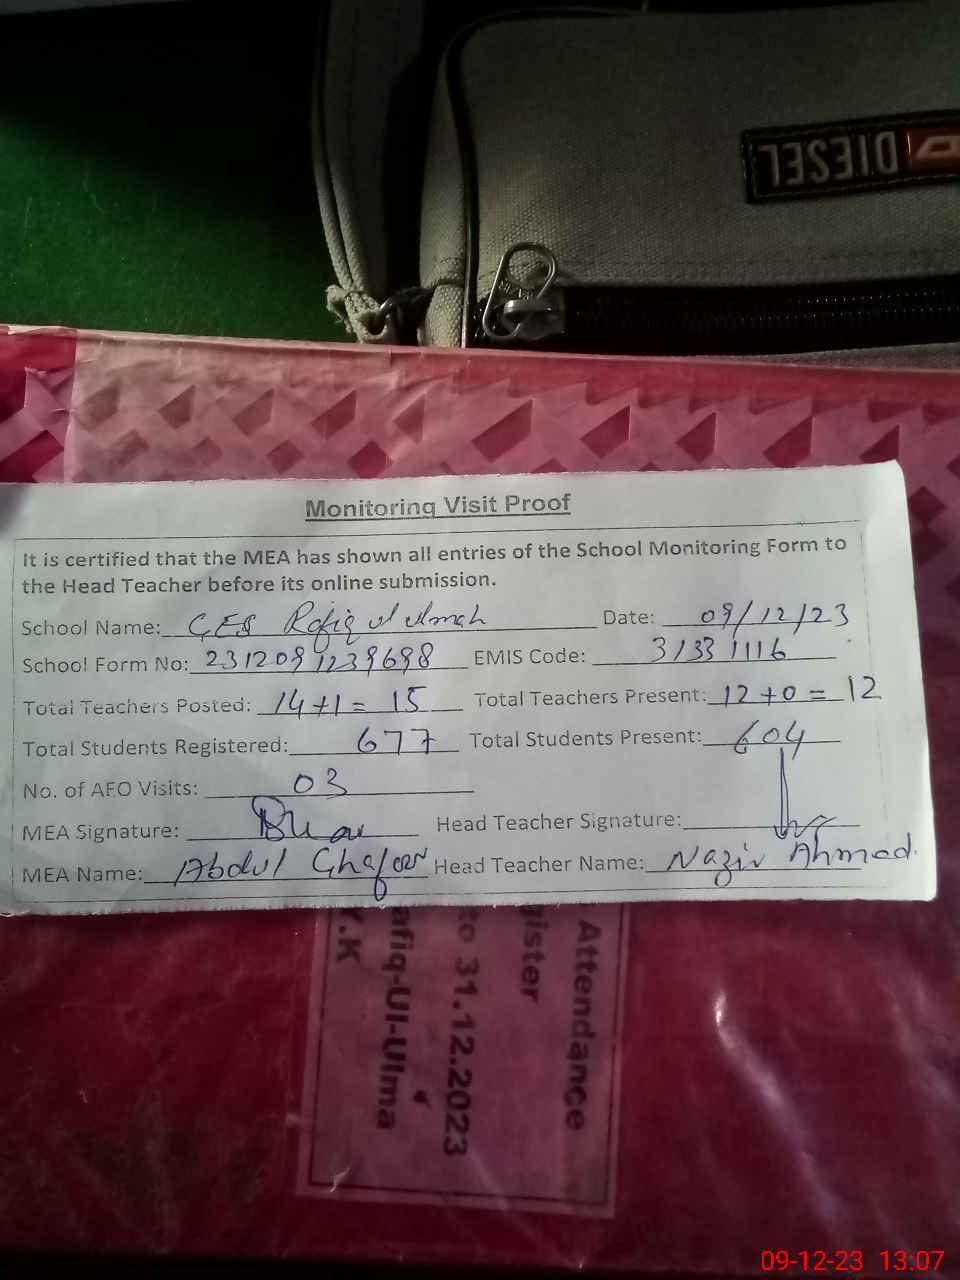 DIESEL
Monitoring Visit Proof
It is certified that the MEA has shown all entries of the School Monitoring Form to
the Head Teacher before its online submission.
School Name: GES Rafiq ul ulmah Date: 09/12/23
School Form No: 231209 1239698 EMIS Code: 31331116
Total Teachers Posted: 14+1= 15 Total Teachers Present: 12+0 = 12
Total Students Registered: 677 Total Students Present: 604
No. of AEO Visits: 03
MEA Signature: Head Teacher Signature:
MEA Name: Abdul Ghafoor Head Teacher Name: Nazir Ahmad.
Attendance
gister
to 31.12.2023
afiq-Ul-Ulma
Y.K
09-12-23 13:07